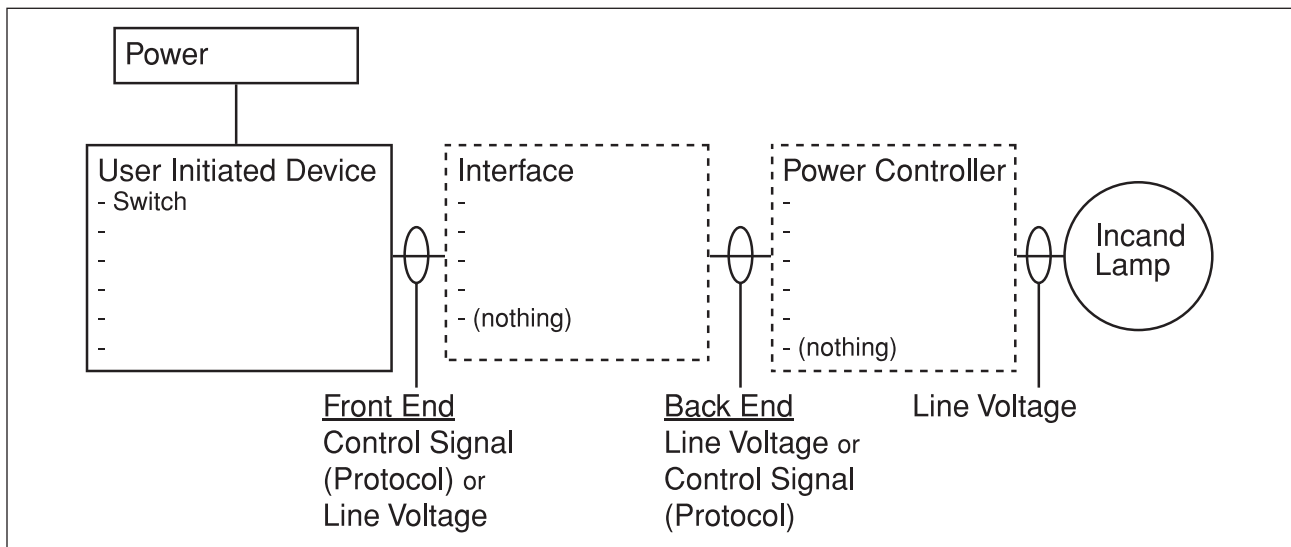 Power
User Initiated Device
- Switch
-
-
-
-
-
Interface
-
-
-
-
- (nothing)
Power Controller
-
-
-
-
-
- (nothing)
Incand
Lamp
Front End
Control Signal
(Protocol) or
Line Voltage
Back End
Line Voltage or
Control Signal
(Protocol)
Line Voltage